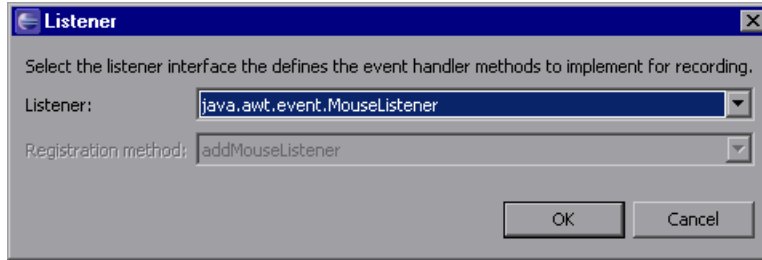 Listener
Select the listener interface the defines the event handler methods to implement for recording.
Listener: java.awt.event.MouseListener
Registration method: addMouseListener
OK Cancel